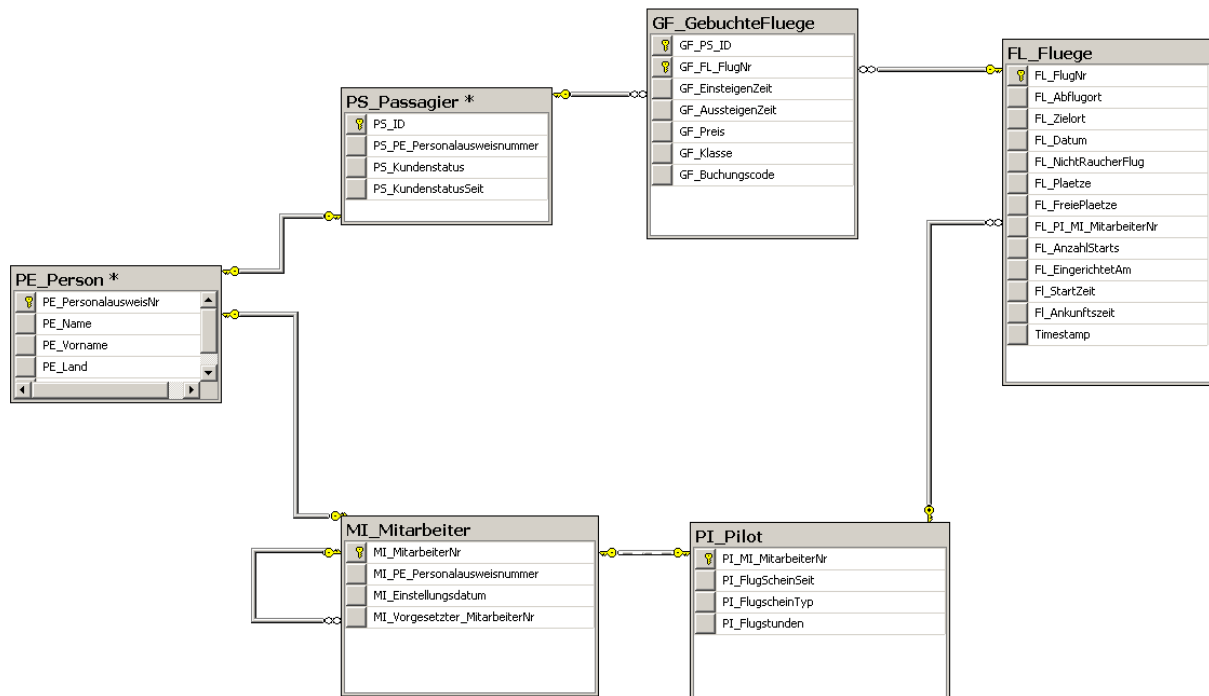 GF_GebuchteFluege
GF_PS_ID
GF_FL_FlugNr
GF_EinsteigenZeit
GF_AussteigenZeit
GF_Preis
GF_Klasse
GF_Buchungscode
FL_Fluege
FL_FlugNr
FL_Abflugort
FL_Zielort
FL_Datum
FL_NichtRaucherFlug
FL_Plaetze
FL_FreiePlaetze
FL_PI_MI_MitarbeiterNr
FL_AnzahlStarts
FL_EingerichtetAm
Fl_StartZeit
Fl_Ankunftszeit
Timestamp
PS_Passagier *
PS_ID
PS_PE_Personalausweisnummer
PS_Kundenstatus
PS_KundenstatusSeit
PE_Person *
PE_PersonalausweisNr
PE_Name
PE_Vorname
PE_Land
MI_Mitarbeiter
MI_MitarbeiterNr
MI_PE_Personalausweisnummer
MI_Einstellungsdatum
MI_Vorgesetzter_MitarbeiterNr
PI_Pilot
PI_MI_MitarbeiterNr
PI_FlugScheinSeit
PI_FlugscheinTyp
PI_Flugstunden